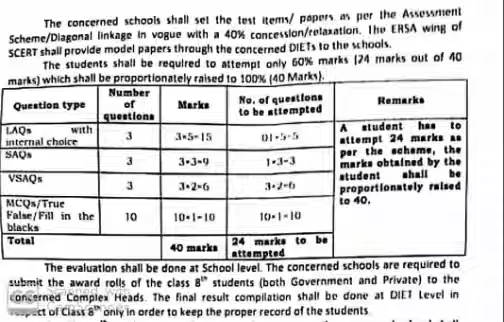 The concerned schools shall set the test items/ papers as per the Assessment
Scheme/Diagonal linkage in vogue with a 40% concession/relaxation. The ERSA wing of
SCERT shall provide model papers through the concerned DIETs to the schools.
The students shall be required to attempt only 60% marks (24 marks out of 40
marks) which shall be proportionately raised to 100% (40 Marks).
Question type Number of questions Marks No. of questions to be attempted Remarks
LAQs with internal choice 3 3*5=15 01*5=5 A student has to attempt 24 marks as per the scheme, the marks obtained by the student shall be proportionately raised to 40.
SAQs 3 3*3=9 1*3=3
VSAQs 3 3*2=6 3*2=6
MCQs/True False/Fill in the blacks 10 10*1=10 10*1=10
Total 40 marks 24 marks to be attempted
The evaluation shall be done at School level. The concerned schools are required to
submit the award rolls of the class 8th students (both Government and Private) to the
concerned Complex Heads. The final result compilation shall be done at DIET Level in
respect of Class 8th only in order to keep the proper record of the students